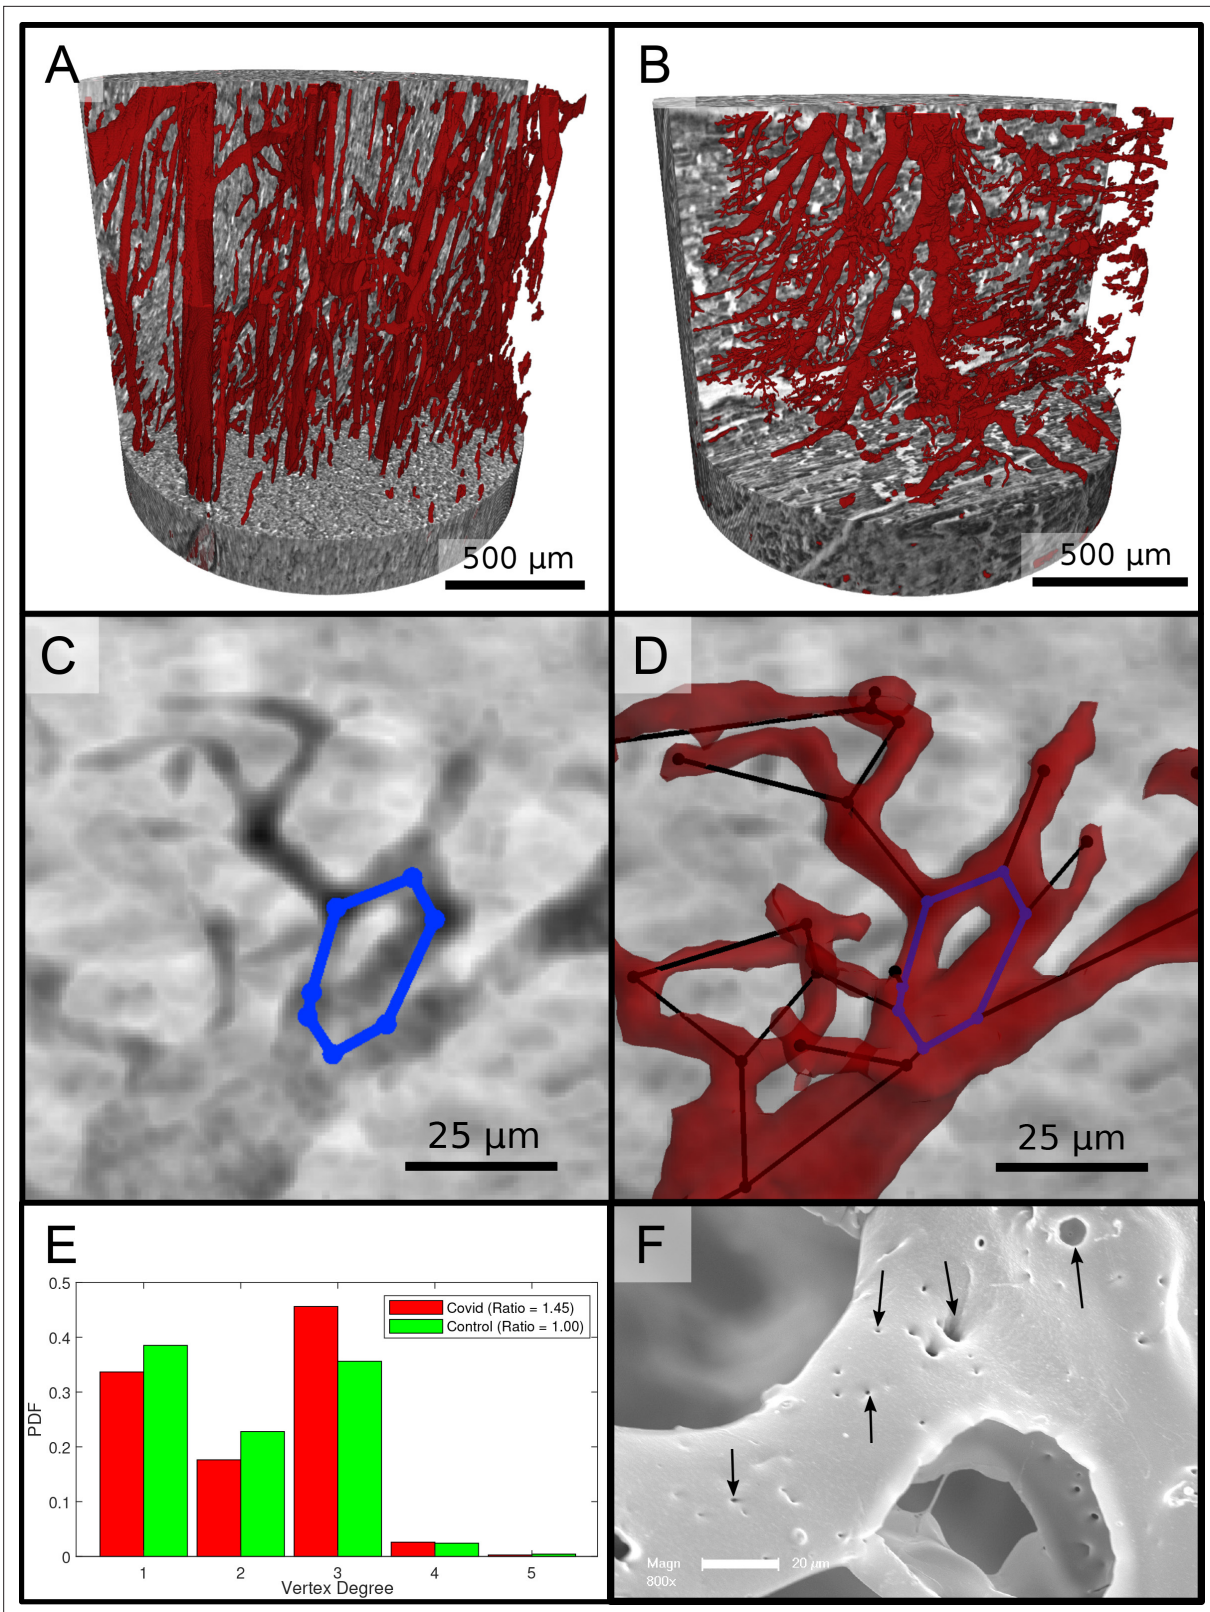 A
500 μm
B
500 μm
C
25 μm
D
25 μm
E
0.5
0.4
0.3
0.2
0.1
0
PDF
Covid (Ratio = 1.45)
Control (Ratio = 1.00)
1 2 3 4 5
Vertex Degree
F
Magn 20 μm
800x